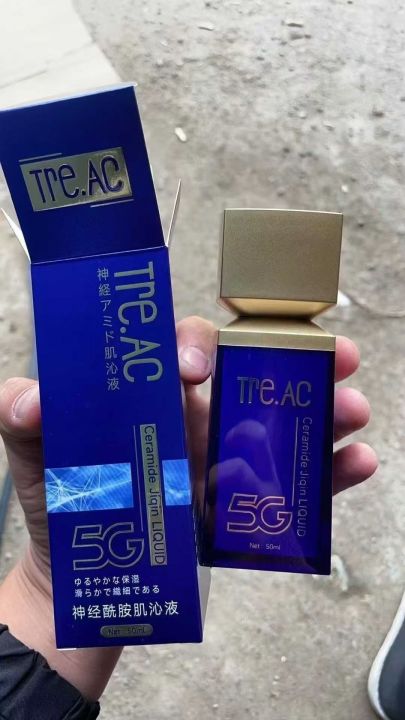 Tre.AC
Tre.AC
神経アミド肌沁液
Ceramide Jiqin LIQUID
5G
ゆるやかな保湿
滑らかで繊細である
神经酰胺肌沁液
Net: 50mL
Tre.AC
Ceramide Jiqin LIQUID
5G
Net: 50ml